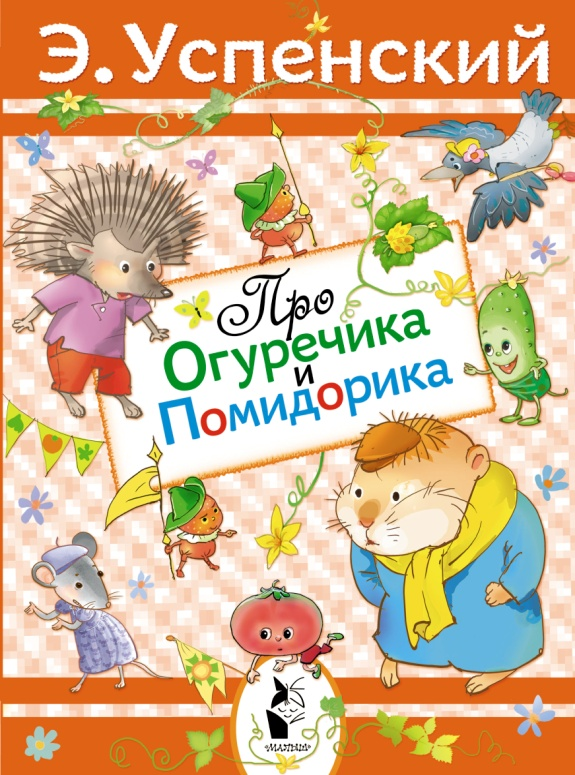 Э. Успенский
Про
Огуречика
и
Помидорика
«МАЛЫШ»